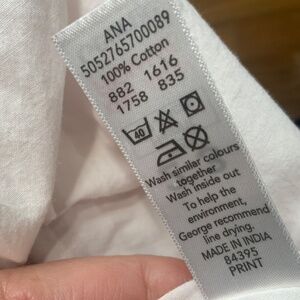 ANA
5052765700089
100% Cotton
882 1616
1758 835
40
Wash similar colours
together
Wash inside out
To help the
environment,
George recommend
line drying.
MADE IN INDIA
84395
PRINT